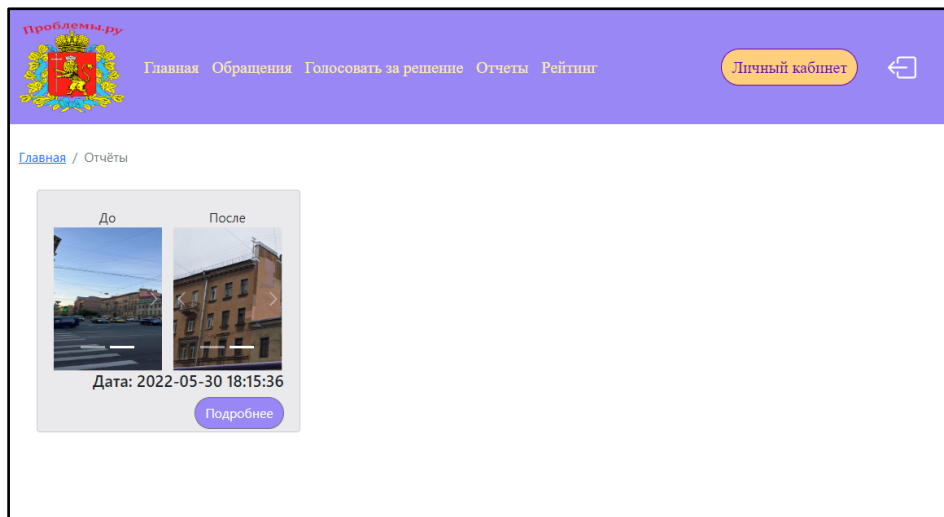 Проблемы.ру
Главная Обращения Голосовать за решение Отчеты Рейтинг Личный кабинет
Главная / Отчёты
До После
Дата: 2022-05-30 18:15:36
Подробнее